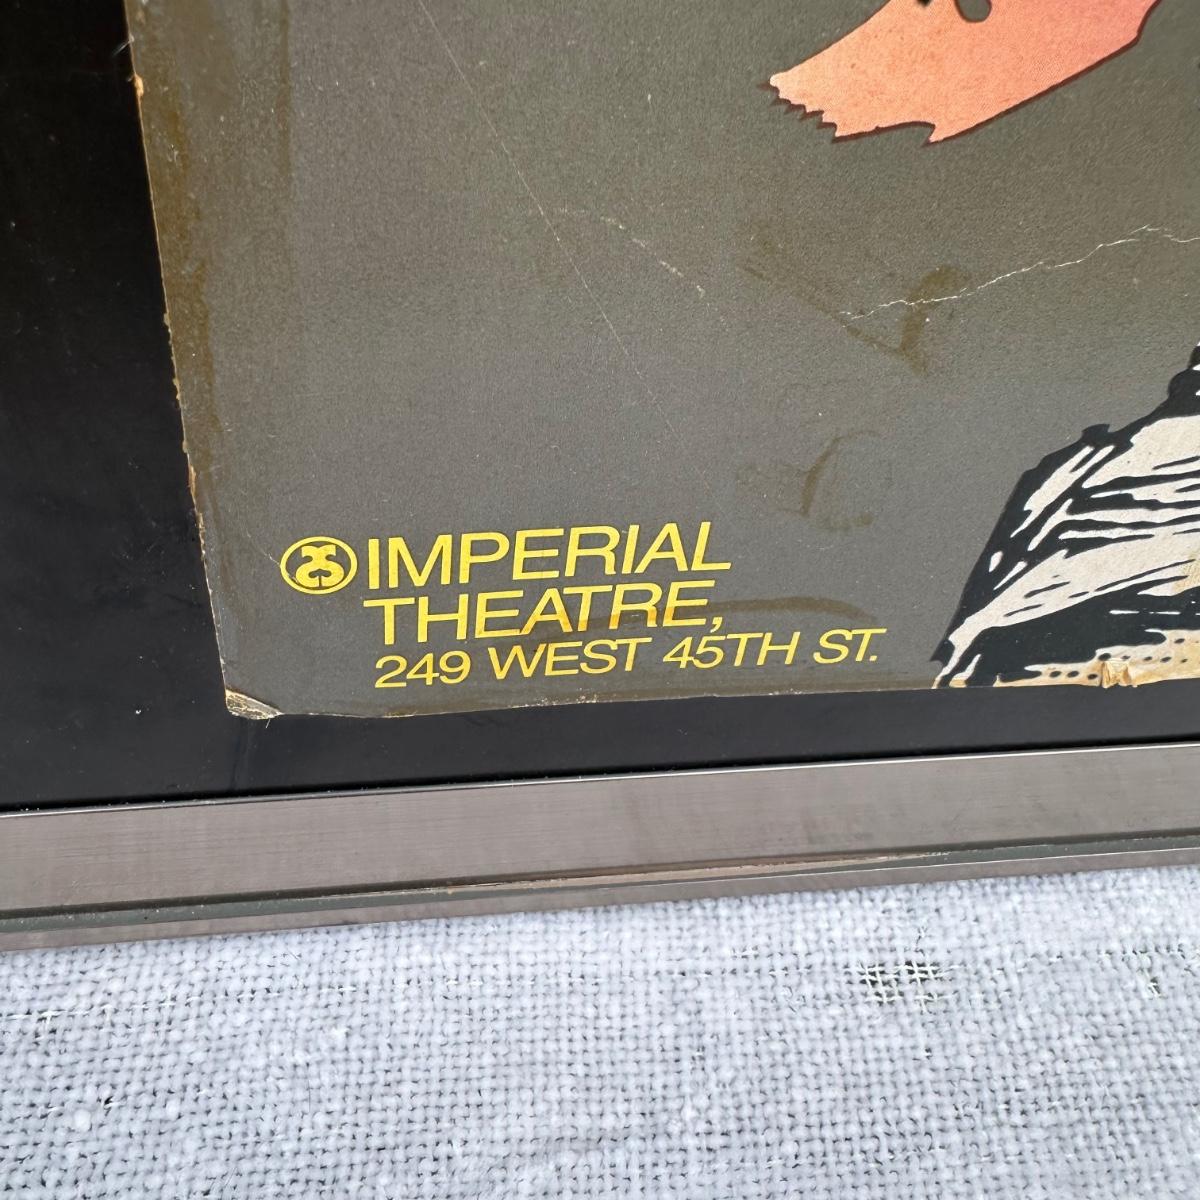 IMPERIAL
THEATRE,
249 WEST 45TH ST.